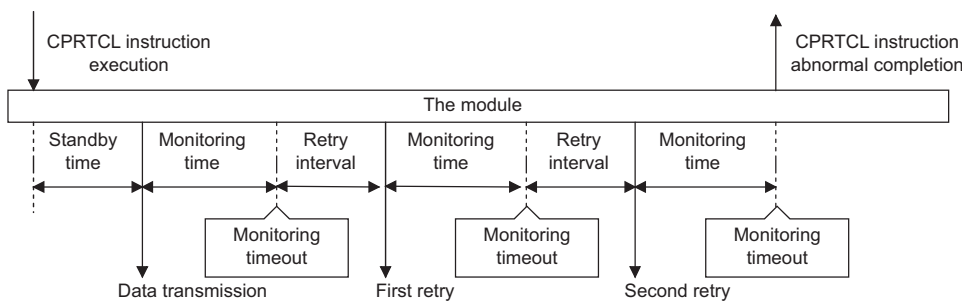 CPRTCL instruction
execution
CPRTCL instruction
abnormal completion
The module
Standby
time
Monitoring
time
Retry
interval
Monitoring
time
Retry
interval
Monitoring
time
Monitoring
timeout
Monitoring
timeout
Monitoring
timeout
Data transmission
First retry
Second retry